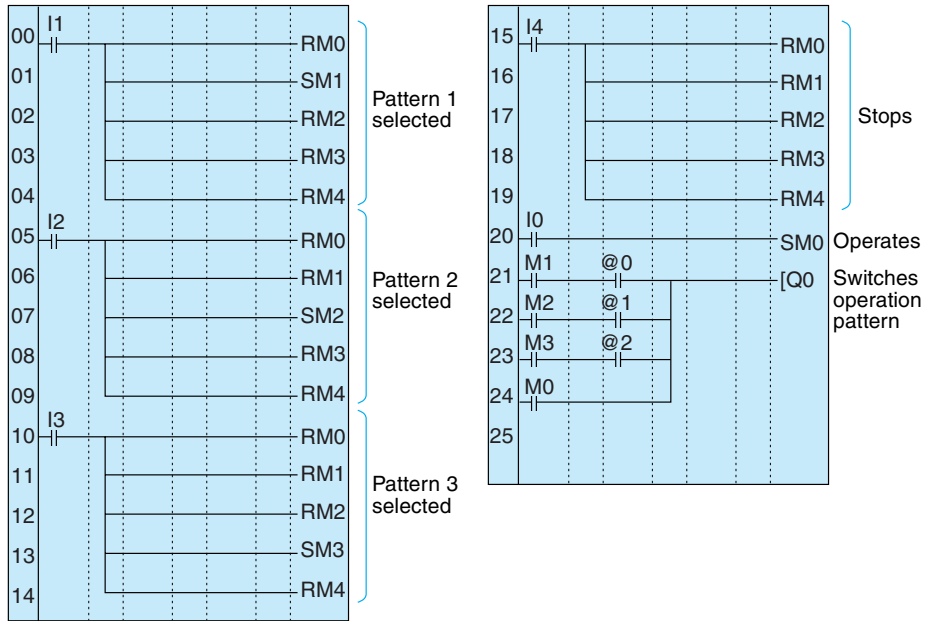 I1
00 RM0
01 SM1
02 RM2
03 RM3
04 RM4
Pattern 1
selected
I2
05 RM0
06 RM1
07 SM2
08 RM3
09 RM4
Pattern 2
selected
I3
10 RM0
11 RM1
12 RM2
13 SM3
14 RM4
Pattern 3
selected
I4
15 RM0
16 RM1
17 RM2
18 RM3
19 RM4
Stops
I0
20 SM0 Operates
M1 @0
21 [Q0 Switches
operation
pattern
M2 @1
22
M3 @2
23
M0
24
25